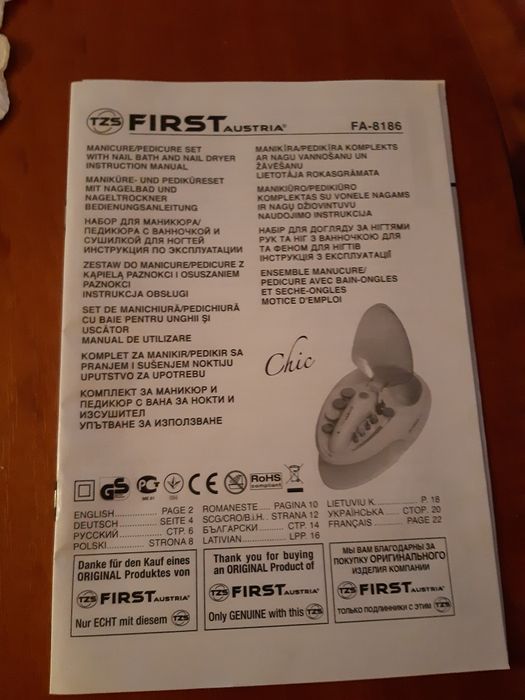 TZS FIRST AUSTRIA®
FA-8186
MANICURE/PEDICURE SET
WITH NAIL BATH AND NAIL DRYER
INSTRUCTION MANUAL
MANIKÜRE- UND PEDIKÜRESET
MIT NAGELBAD UND
NAGELTROCKNER
BEDIENUNGSANLEITUNG
НАБОР ДЛЯ МАНИКЮРА/
ПЕДИКЮРА С ВАННОЧКОЙ И
СУШИЛКОЙ ДЛЯ НОГТЕЙ
ИНСТРУКЦИЯ ПО ЭКСПЛУАТАЦИИ
ZESTAW DO MANICURE/PEDICURE Z
KĄPIELĄ PAZNOKCI I OSUSZANIEM
PAZNOKCI
INSTRUKCJA OBSŁUGI
SET DE MANICHIURĂ/PEDICHIURĂ
CU BAIE PENTRU UNGHII ȘI
USCĂTOR
MANUAL DE UTILIZARE
KOMPLET ZA MANIKIR/PEDIKIR SA
PRANJEM I SUŠENJEM NOKTIJU
UPUTSTVO ZA UPOTREBU
КОМПЛЕКТ ЗА МАНИКЮР И
ПЕДИКЮР С ВАНА ЗА НОКТИ И
ИЗСУШИТЕЛ
УПЪТВАНЕ ЗА ИЗПОЛЗВАНЕ
MANIKĪRA/PEDIKĪRA KOMPLEKTS
AR NAGU VANNOŠANU UN
ŽĀVĒŠANU
LIETOTĀJA ROKASGRĀMATA
MANIKIŪRO/PEDIKIŪRO
KOMPLEKTAS SU VONELE NAGAMS
IR NAGŲ DŽIOVINTUVU
NAUDOJIMO INSTRUKCIJA
НАБІР ДЛЯ ДОГЛЯДУ ЗА НІГТЯМИ
РУК ТА НІГ З ВАННОЧКОЮ ДЛЯ
ТА ФЕНОМ ДЛЯ НІГТІВ
ІНСТРУКЦІЯ З ЕКСПЛУАТАЦІЇ
ENSEMBLE MANUCURE/
PEDICURE AVEC BAIN-ONGLES
ET SECHE-ONGLES
MOTICE D'EMPLOI
Chic
GS
CE
RoHS
compliant
ENGLISH................ PAGE 2
DEUTSCH............... SEITE 4
РУССКИЙ............... СТР. 6
POLSKI............... STRONA 8
ROMANESTE.... PAGINA 10
SCG/CRO/B.i.H.. STRANA 12
БЪЛГАРСКИ........ СТР. 14
LATVIAN.............. LPP. 16
LIETUVIU K............ P. 18
УКРАЇНСЬКА..... СТОР. 20
FRANÇAIS......... PAGE 22
Danke für den Kauf eines
ORIGINAL Produktes von
TZS FIRST AUSTRIA®
Nur ECHT mit diesem TZS
Thank you for buying
an ORIGINAL Product of
TZS FIRST AUSTRIA®
Only GENUINE with this TZS
МЫ ВАМ БЛАГОДАРНЫ ЗА
ПОКУПКУ ОРИГИНАЛЬНОГО
ИЗДЕЛИЯ КОМПАНИИ
TZS FIRST AUSTRIA®
ТОЛЬКО ПОДЛИННИКИ С ЭТИМ TZS